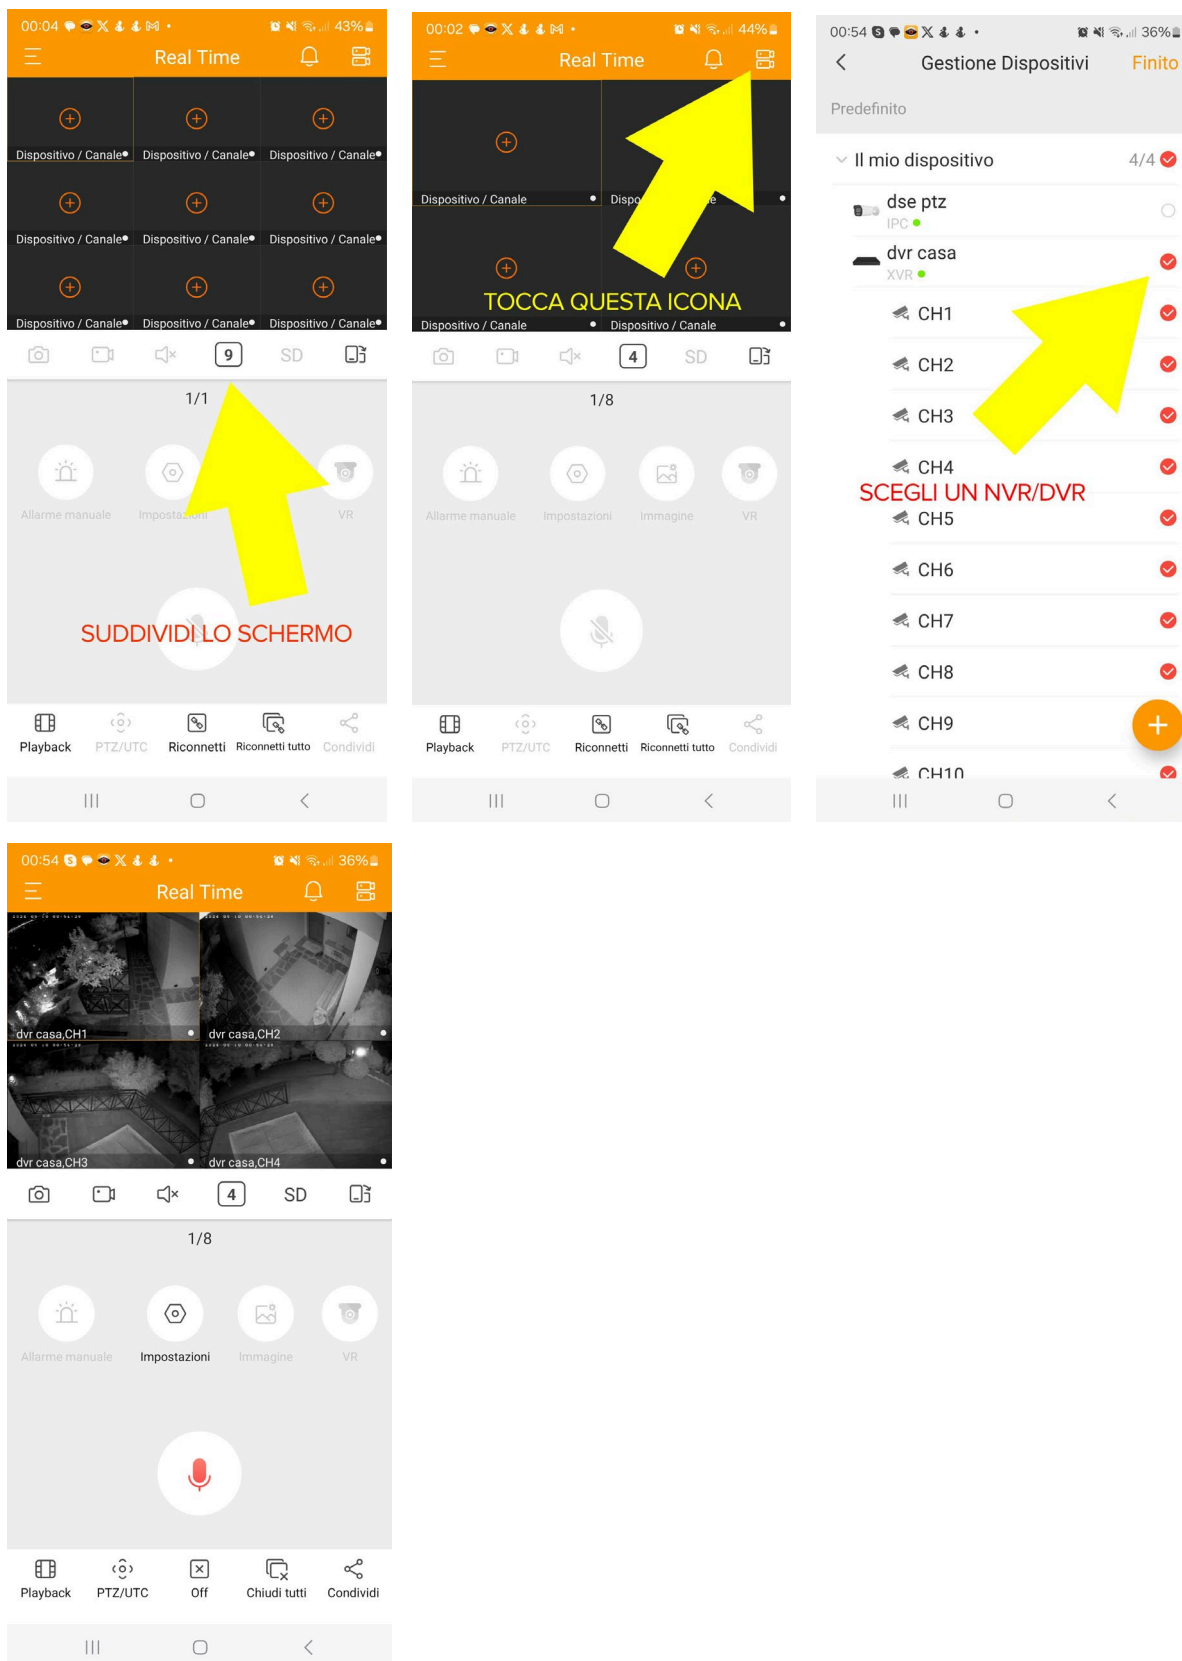 00:04 43%
Real Time
Dispositivo / Canale Dispositivo / Canale Dispositivo / Canale
Dispositivo / Canale Dispositivo / Canale Dispositivo / Canale
Dispositivo / Canale Dispositivo / Canale Dispositivo / Canale
9 SD
1/1
Allarme manuale VR
SUDDIVIDI LO SCHERMO
Playback PTZ/UTC Riconnetti Riconnetti tutto Condividi
00:02 44%
Real Time
Dispositivo / Canale
TOCCA QUESTA ICONA
Dispositivo / Canale Dispositivo / Canale
4 SD
1/8
Allarme manuale Impostazioni Immagine VR
Playback PTZ/UTC Riconnetti Riconnetti tutto Condividi
00:54 36%
Gestione Dispositivi Finito
Predefinito
Il mio dispositivo 4/4
dse ptz
IPC
dvr casa
XVR
CH1
CH2
CH3
CH4
SCEGLI UN NVR/DVR
CH5
CH6
CH7
CH8
CH9
CH10
00:54 36%
Real Time
dvr casa,CH1 dvr casa,CH2
dvr casa,CH3 dvr casa,CH4
4 SD
1/8
Allarme manuale Impostazioni Immagine VR
Playback PTZ/UTC Off Chiudi tutti Condividi